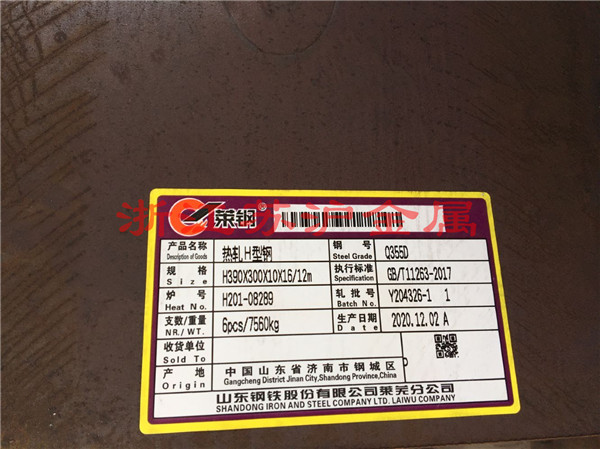 浙江苏沪金属
莱钢®
产品名称 Description of Goods 热轧H型钢 钢号 Steel Grade Q355D
规格 Size H390X300X10X16/12m 执行标准 Specification GB/T11263-2017
炉号 Heat No. H201-08289 轧批号 Batch No. Y204326-1 1
支数/重量 NR./WT. 6pcs/7560kg 生产日期 Date 2020.12.02 A
收货单位 Sold To
产地 Origin 中国山东省济南市钢城区
Gangcheng District Jinan City,Shandong Province,China
山东钢铁股份有限公司莱芜分公司
SHANDONG IRON AND STEEL COMPANY LTD. LAIWU COMPANY